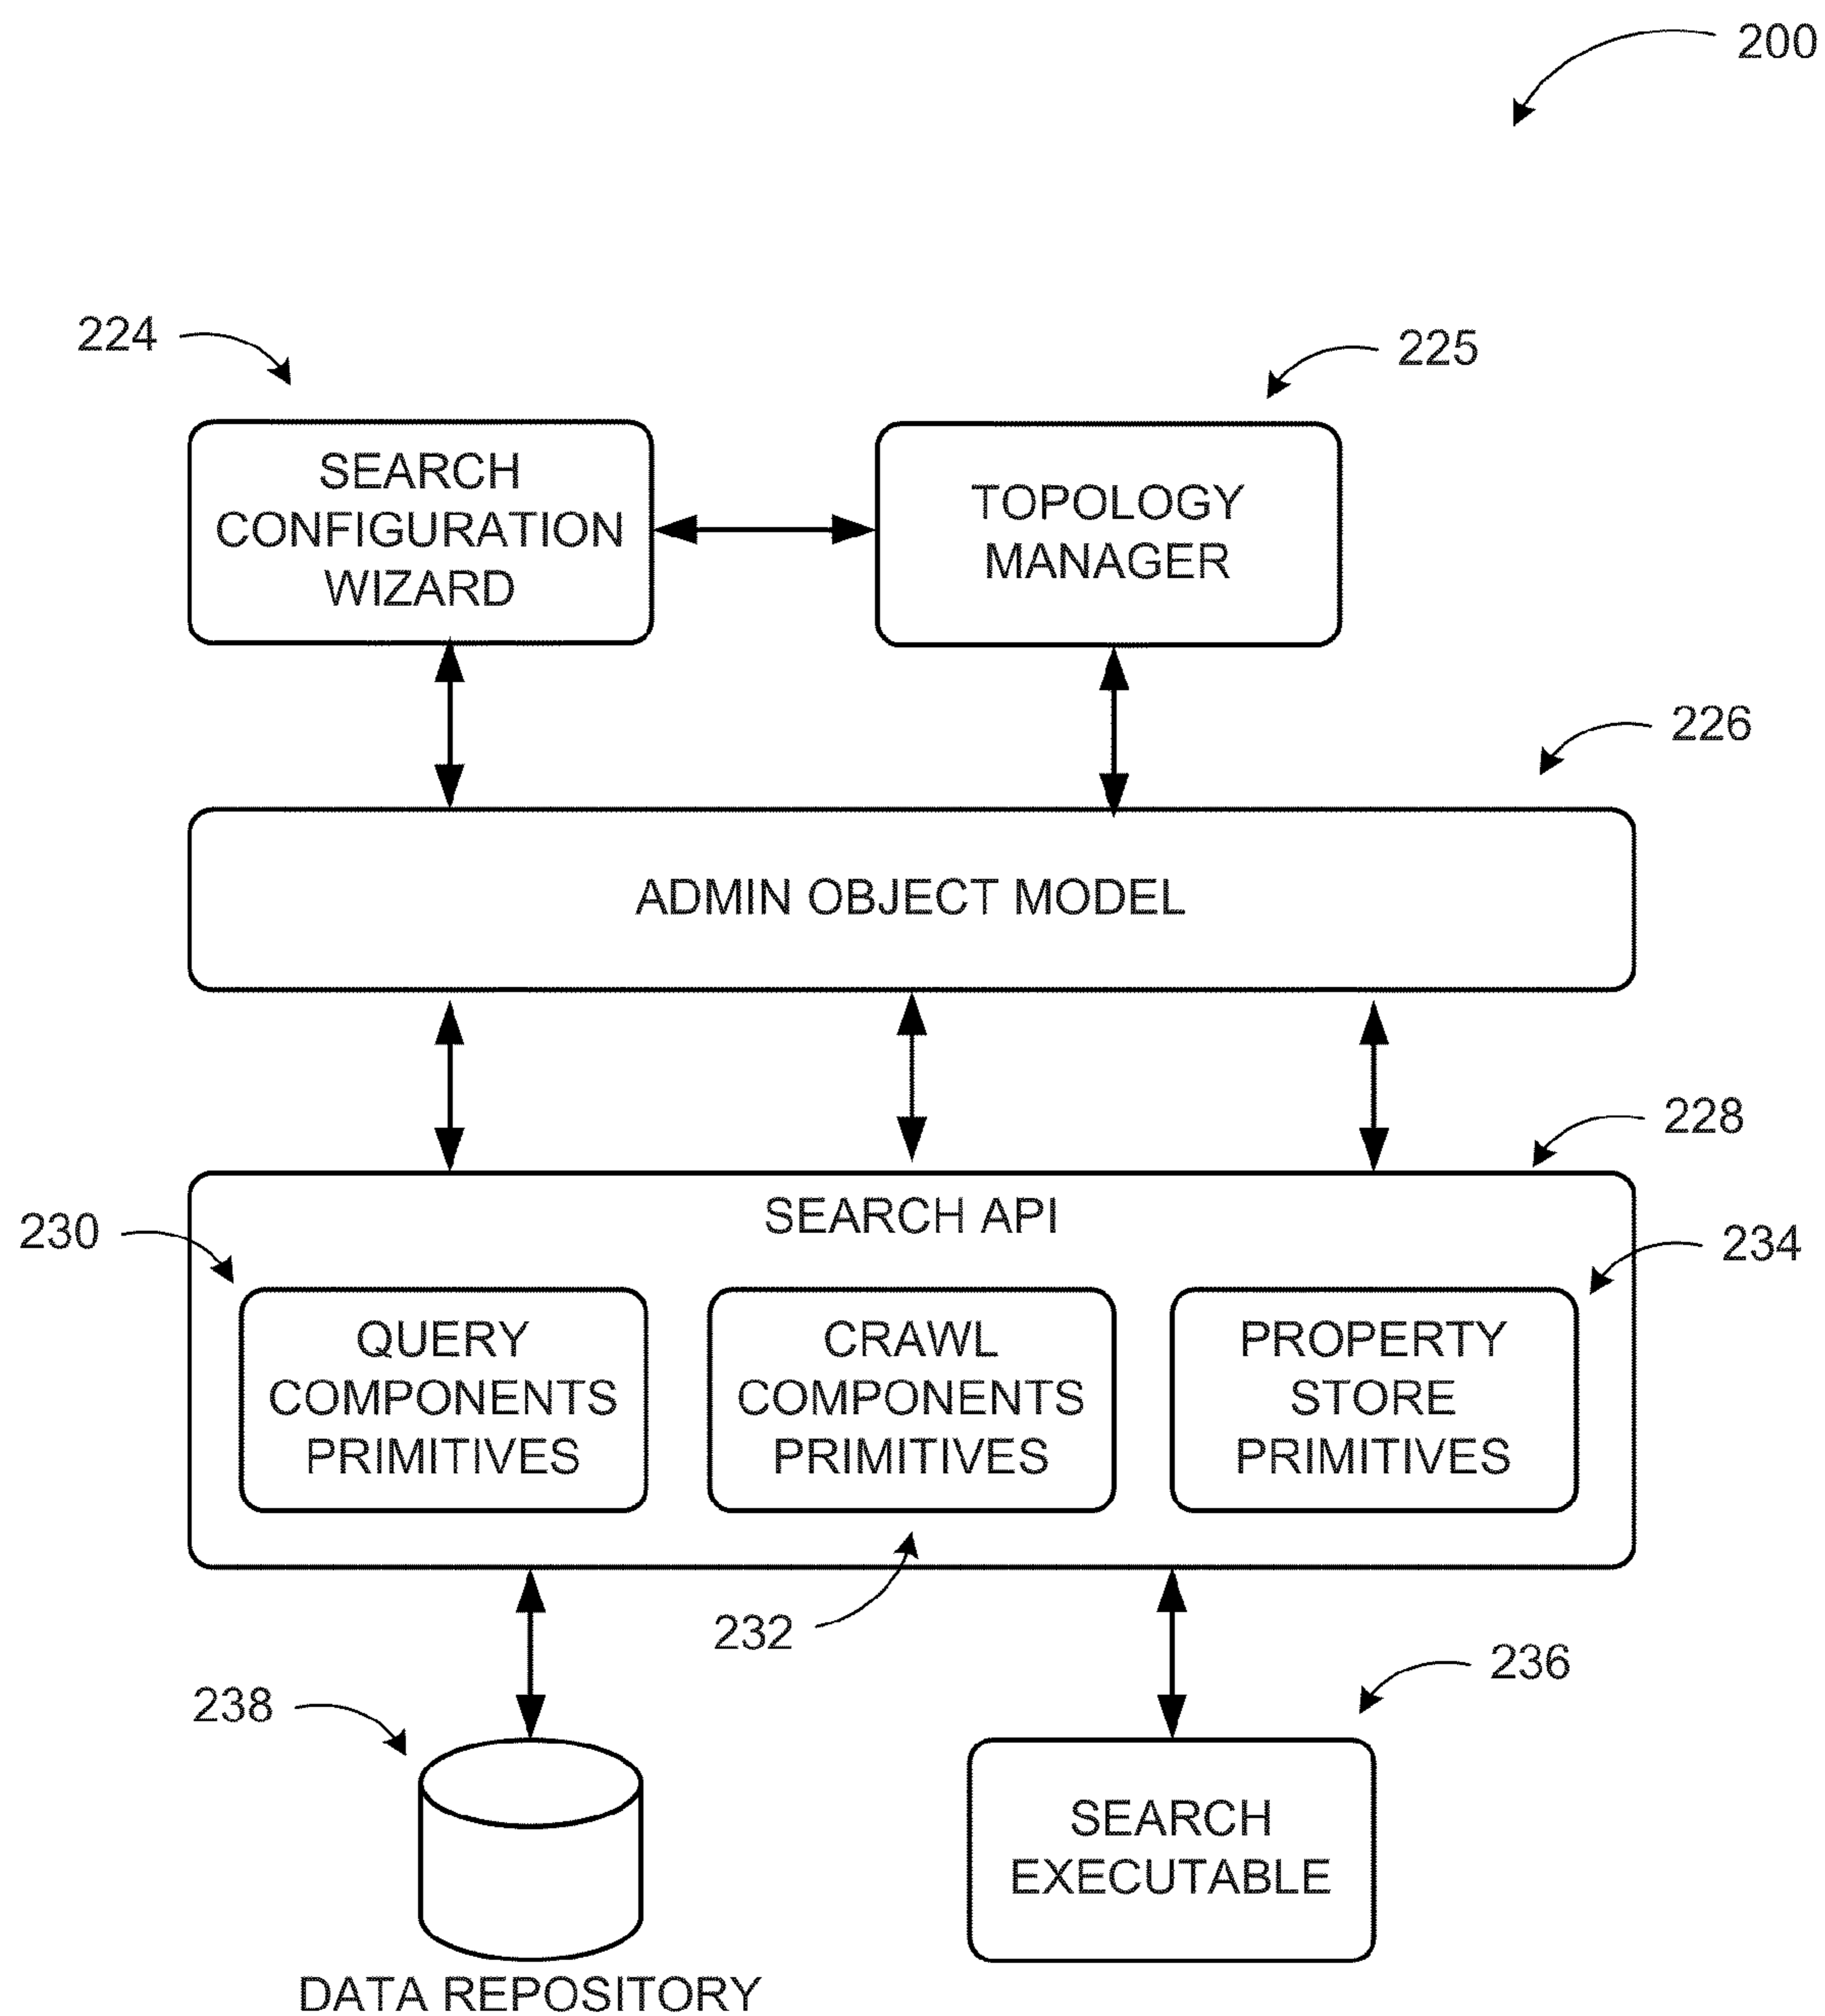 200
224
225
SEARCH
CONFIGURATION
WIZARD
TOPOLOGY
MANAGER
226
ADMIN OBJECT MODEL
228
SEARCH API
230
234
QUERY
COMPONENTS
PRIMITIVES
CRAWL
COMPONENTS
PRIMITIVES
PROPERTY
STORE
PRIMITIVES
232
236
238
SEARCH
EXECUTABLE
DATA REPOSITORY